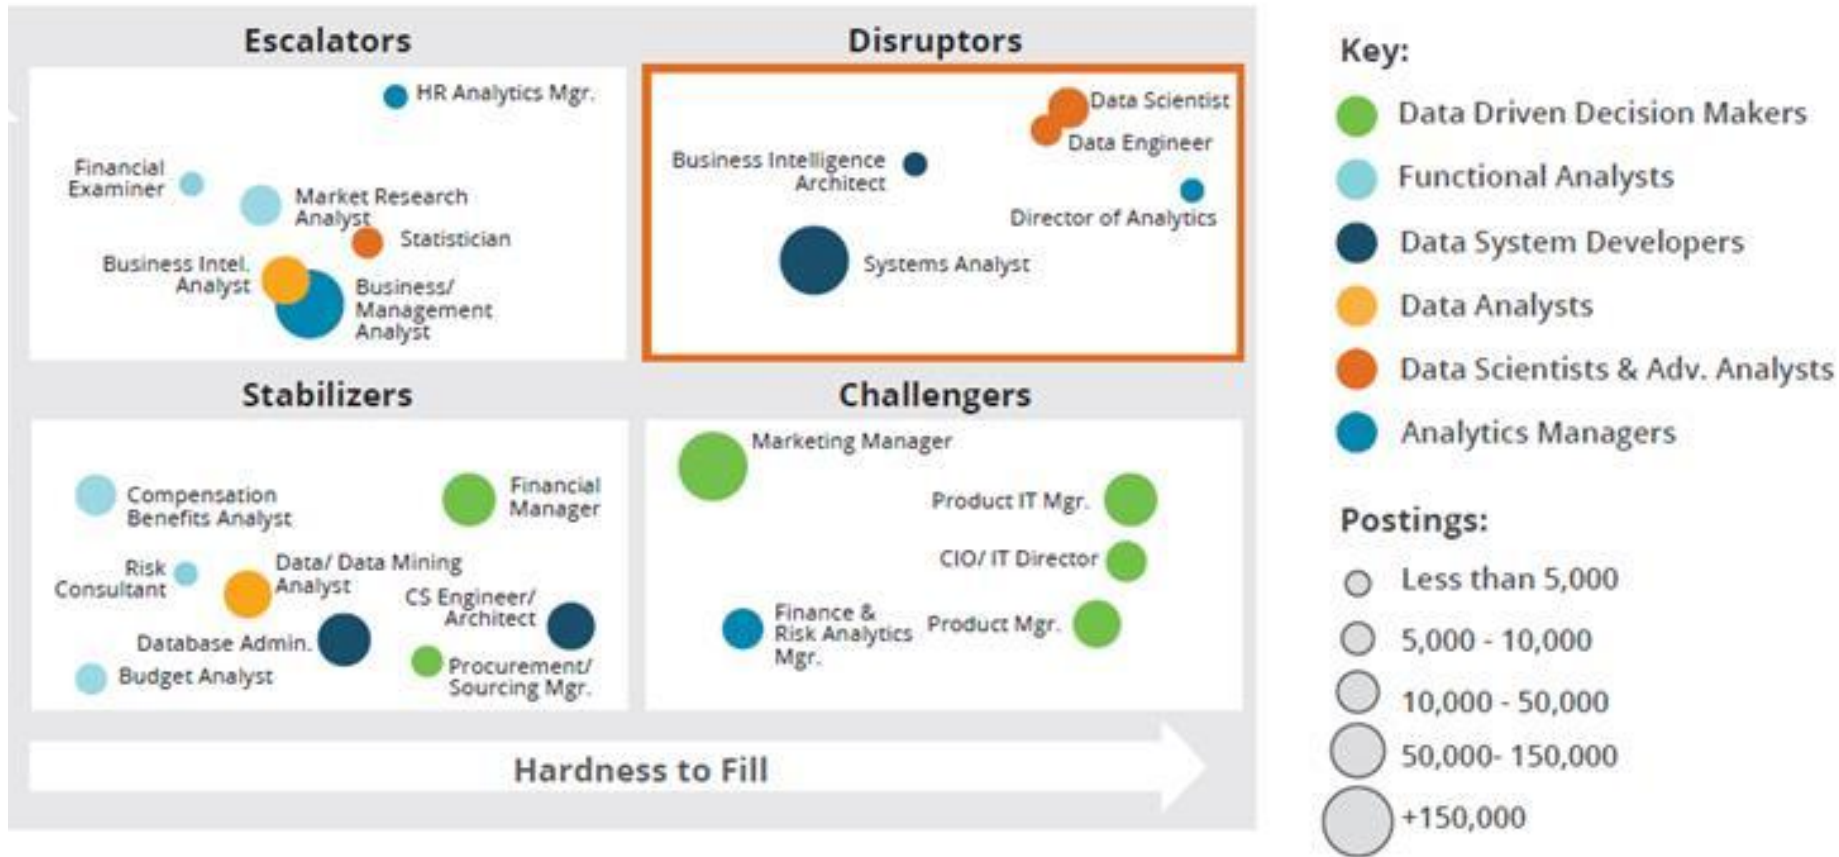 Escalators
HR Analytics Mgr.
Financial
Examiner
Market Research
Analyst
Statistician
Business Intel.
Analyst
Business/
Management
Analyst
Disruptors
Data Scientist
Data Engineer
Business Intelligence
Architect
Director of Analytics
Systems Analyst
Stabilizers
Compensation
Benefits Analyst
Financial
Manager
Risk
Consultant
Data/ Data Mining
Analyst
CS Engineer/
Architect
Database Admin.
Budget Analyst
Procurement/
Sourcing Mgr.
Challengers
Marketing Manager
Product IT Mgr.
CIO/ IT Director
Finance &
Risk Analytics
Mgr.
Product Mgr.
Hardness to Fill
Key:
Data Driven Decision Makers
Functional Analysts
Data System Developers
Data Analysts
Data Scientists & Adv. Analysts
Analytics Managers
Postings:
Less than 5,000
5,000 - 10,000
10,000 - 50,000
50,000- 150,000
+150,000